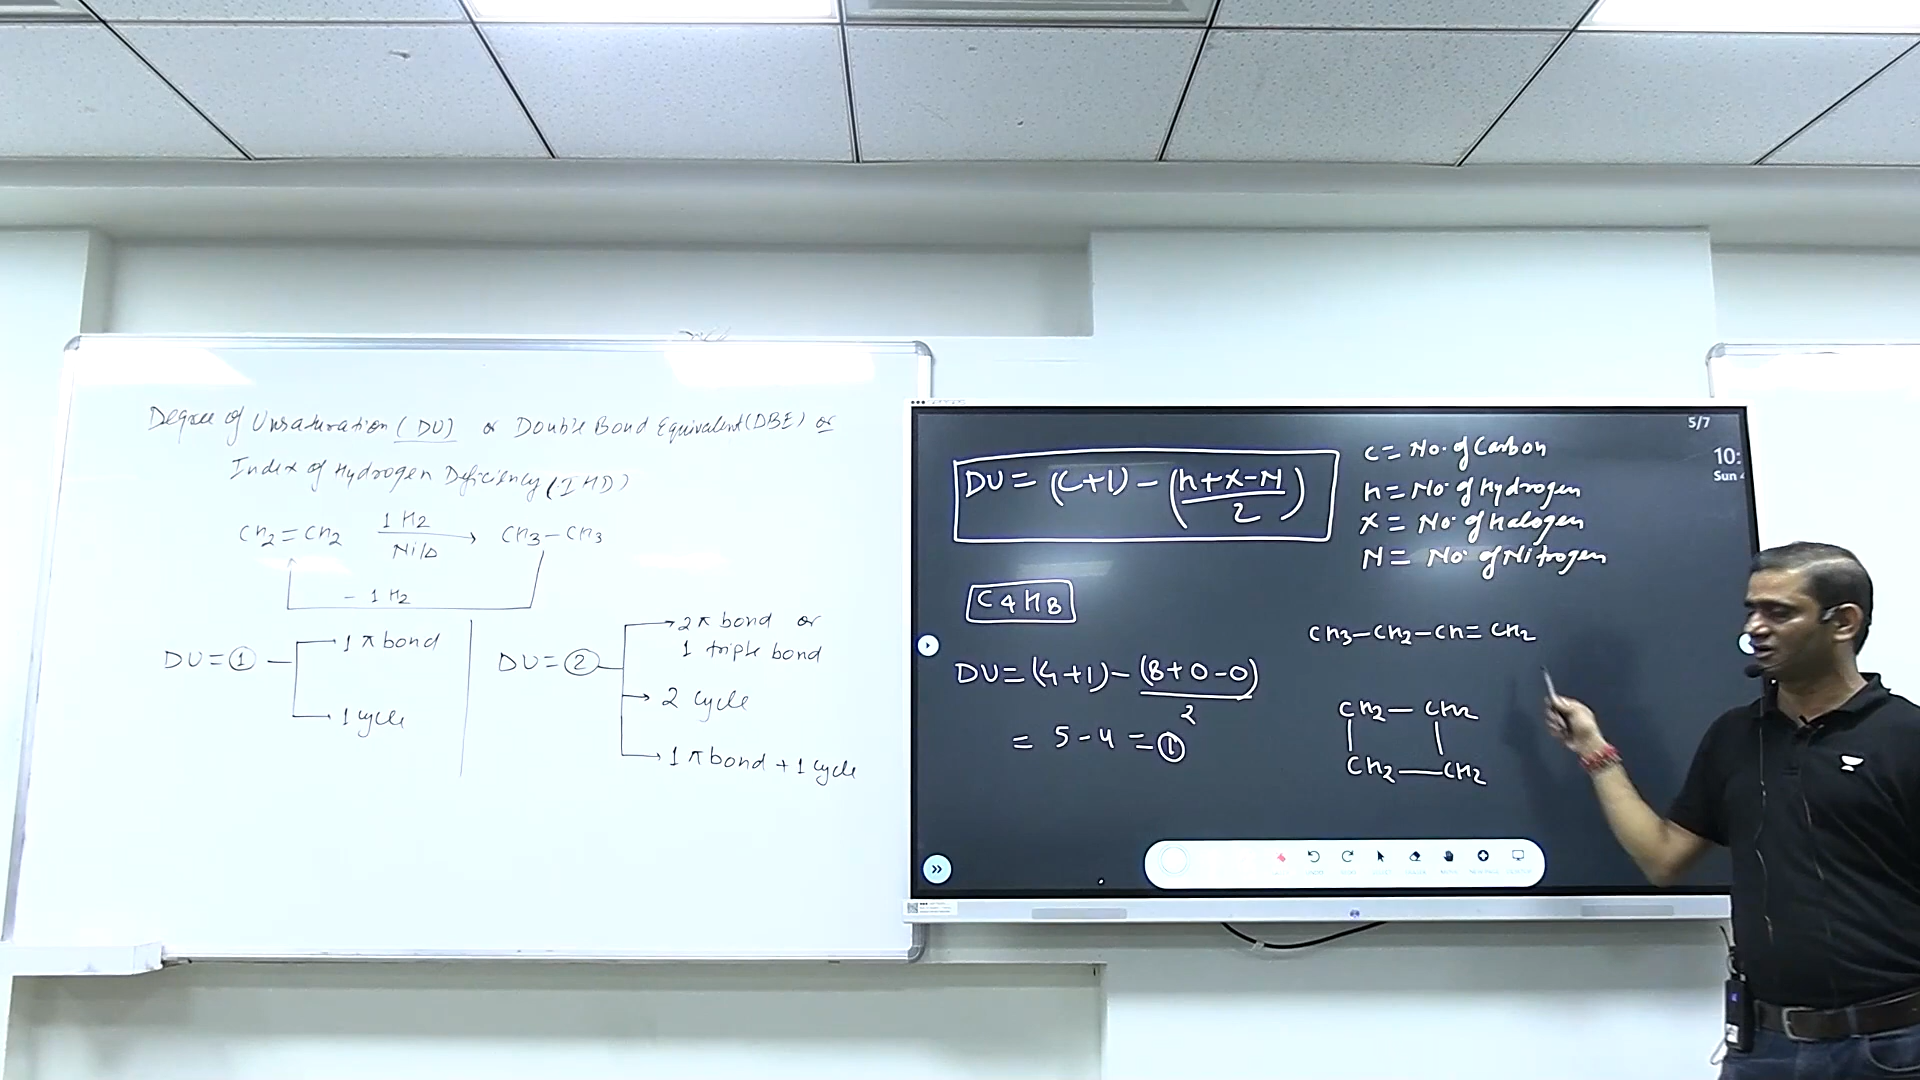 Degree of Unsaturation (DU) or Double Bond Equivalent (DBE) or
Index of Hydrogen Deficiency (IHD)
CH2=CH2 1H2 Ni/Δ → CH3-CH3
- 1H2
DU = ① 1 π bond
1 cycle
DU = ② → 2 π bond or
1 triple bond
→ 2 cycle
→ 1 π bond + 1 cycle
5/7
10:
Sun
DU = (C+1) - (H+X-N)/2
C = No. of Carbon
H = No. of Hydrogen
X = No. of Halogen
N = No. of Nitrogen
C4H8
DU = (4+1) - (8+0-0)/2
= 5-4 = ①
CH3-CH2-CH=CH2
CH2-CH2
CH2-CH2